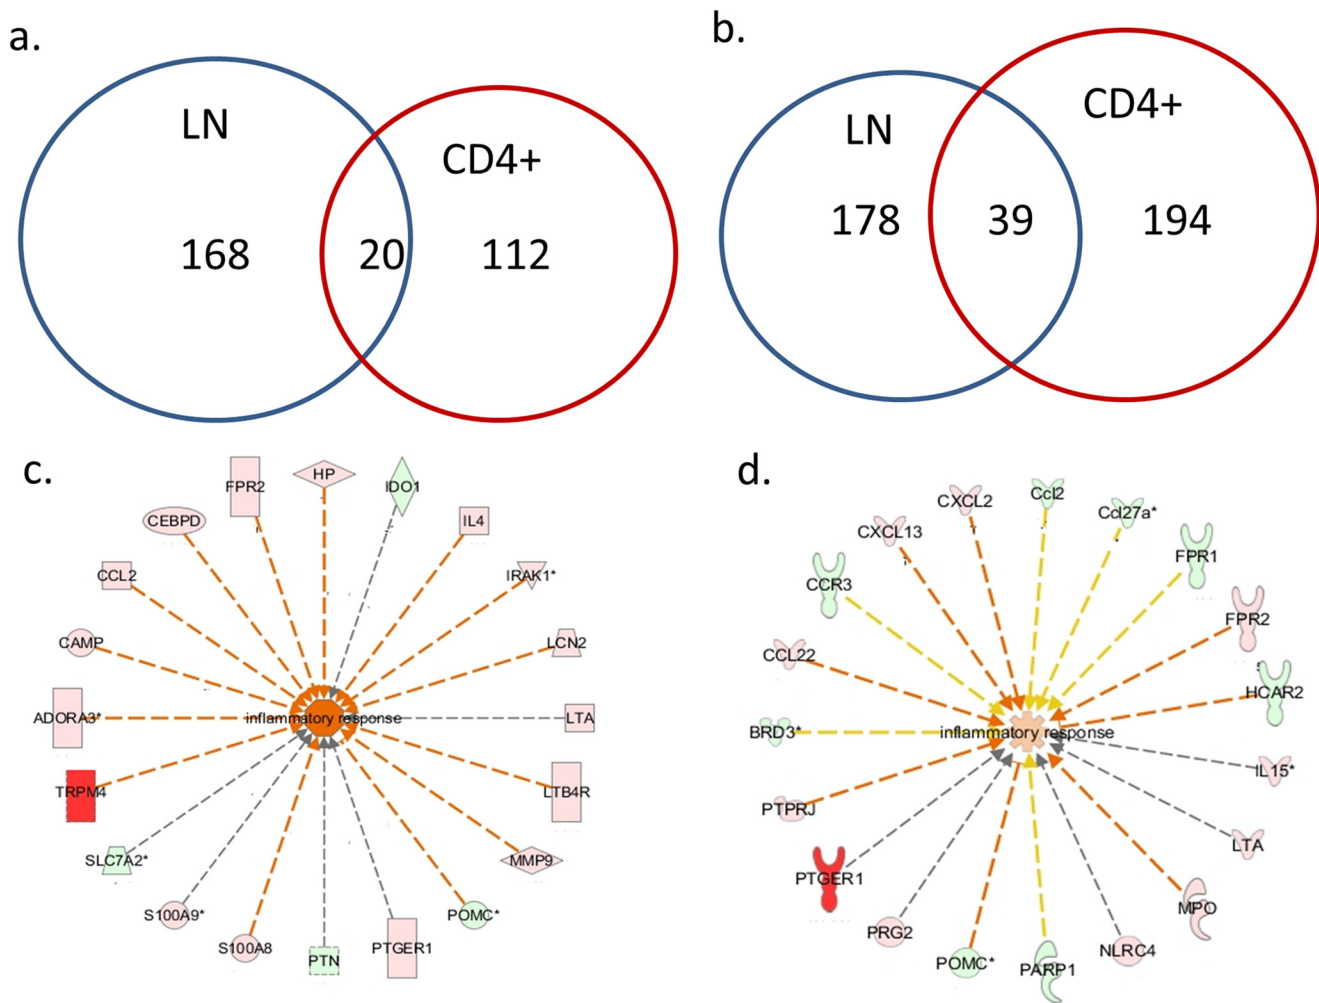 a.
LN
CD4+
168
20
112
b.
LN
CD4+
178
39
194
c.
HP
FPR2
IDO1
CEBPD
IL4
CCL2
IRAK1*
CAMP
LCN2
ADORA3*
inflammatory response
LTA
TRPM4
LTB4R
SLC7A2*
MMP9
S100A9*
POMC*
S100A8
PTN
PTGER1
d.
CXCL2
Ccl2
Ccl27a*
CXCL13
FPR1
CCR3
FPR2
CCL22
HCAR2
BRD3*
inflammatory response
IL15*
PTPRJ
LTA
PTGER1
MPO
PRG2
NLRC4
POMC*
PARP1